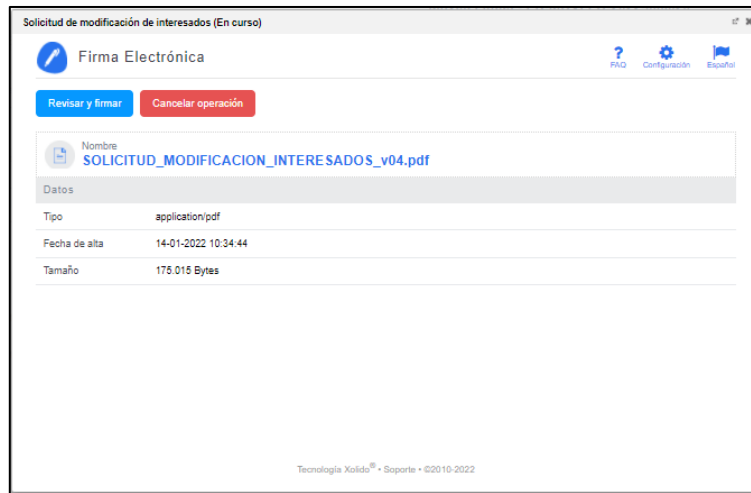 Solicitud de modificación de interesados (En curso)
Firma Electrónica
FAQ
Configuración
Español
Revisar y firmar
Cancelar operación
Nombre
SOLICITUD_MODIFICACION_INTERESADOS_v04.pdf
Datos
Tipo application/pdf
Fecha de alta 14-01-2022 10:34:44
Tamaño 175.015 Bytes
Tecnología Xolido® • Soporte • ©2010-2022